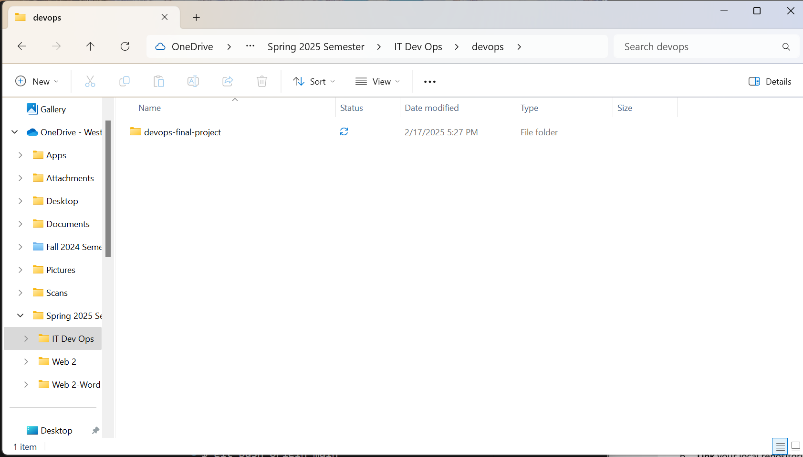 devops
OneDrive > ... Spring 2025 Semester > IT Dev Ops > devops >
Search devops
New
Sort
View
...
Details
Name
Status
Date modified
Type
Size
devops-final-project
2/17/2025 5:27 PM
File folder
Gallery
OneDrive - West
Apps
Attachments
Desktop
Documents
Fall 2024 Seme
Pictures
Scans
Spring 2025 Se
IT Dev Ops
Web 2
Web 2 Word
Desktop
1 item